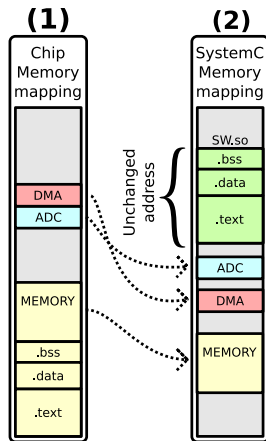 (1)
Chip
Memory
mapping
DMA
ADC
MEMORY
.bss
.data
.text
Unchanged
address
(2)
SystemC
Memory
mapping
SW.so
.bss
.data
.text
ADC
DMA
MEMORY